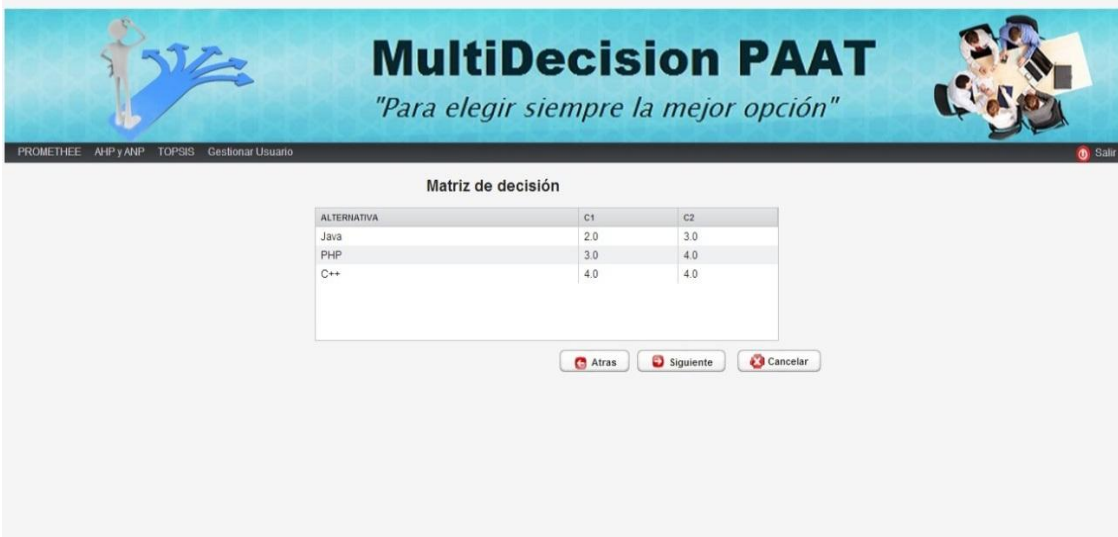 MultiDecision PAAT
"Para elegir siempre la mejor opción"
PROMETHEE AHP y ANP TOPSIS Gestionar Usuario Salir
Matriz de decisión
ALTERNATIVA C1 C2
Java 2.0 3.0
PHP 3.0 4.0
C++ 4.0 4.0
Atras Siguiente Cancelar